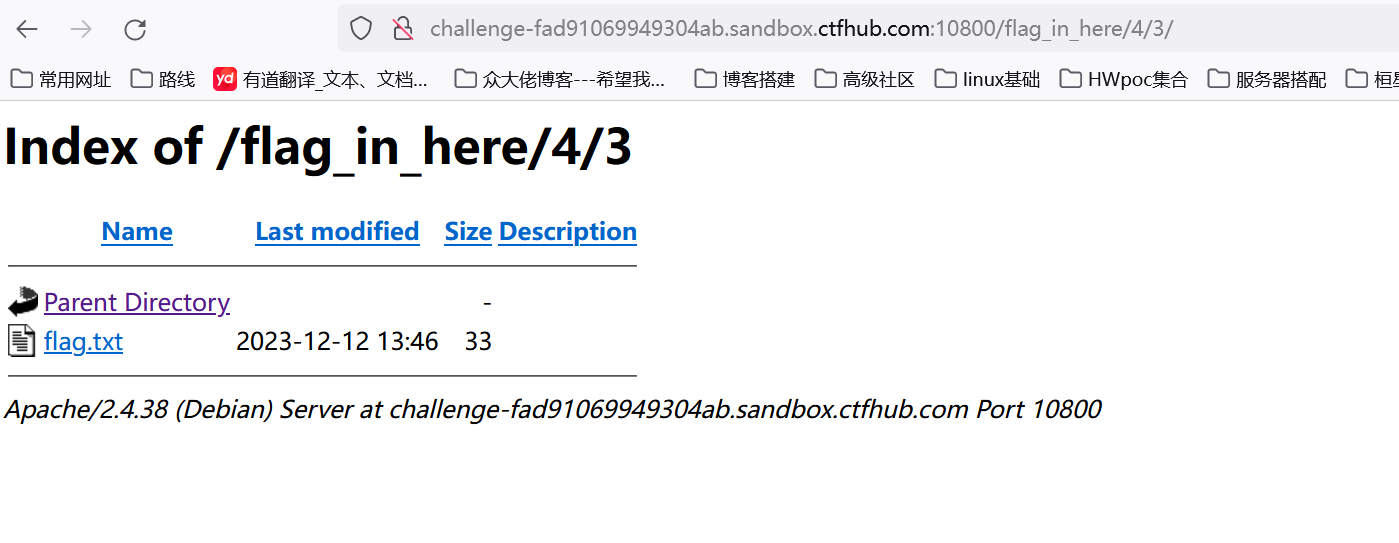 challenge-fad91069949304ab.sandbox.ctfhub.com:10800/flag_in_here/4/3/
常用网址 路线 yd 有道翻译_文本、文档... 众大佬博客---希望我... 博客搭建 高级社区 linux基础 HWpoc集合 服务器搭配
Index of /flag_in_here/4/3
Name Last modified Size Description
Parent Directory -
flag.txt 2023-12-12 13:46 33
Apache/2.4.38 (Debian) Server at challenge-fad91069949304ab.sandbox.ctfhub.com Port 10800